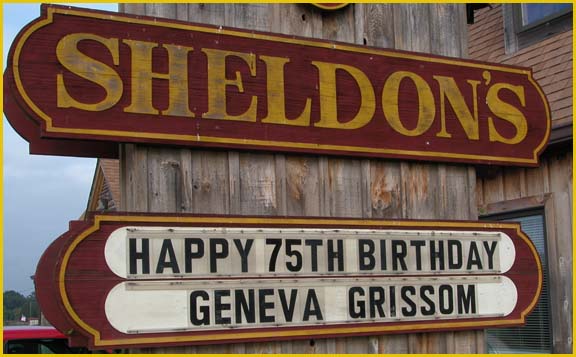 SHELDON'S
HAPPY 75TH BIRTHDAY
GENEVA GRISSOM